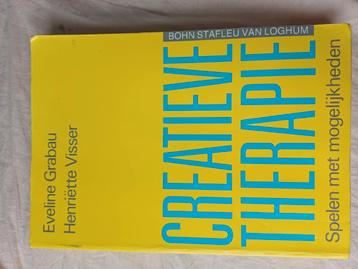 Eveline Grabau
Henriëtte Visser
BOHN STAFLEU VAN LOGHUM
CREATIEVE
THERAPIE
Spelen met mogelijkheden